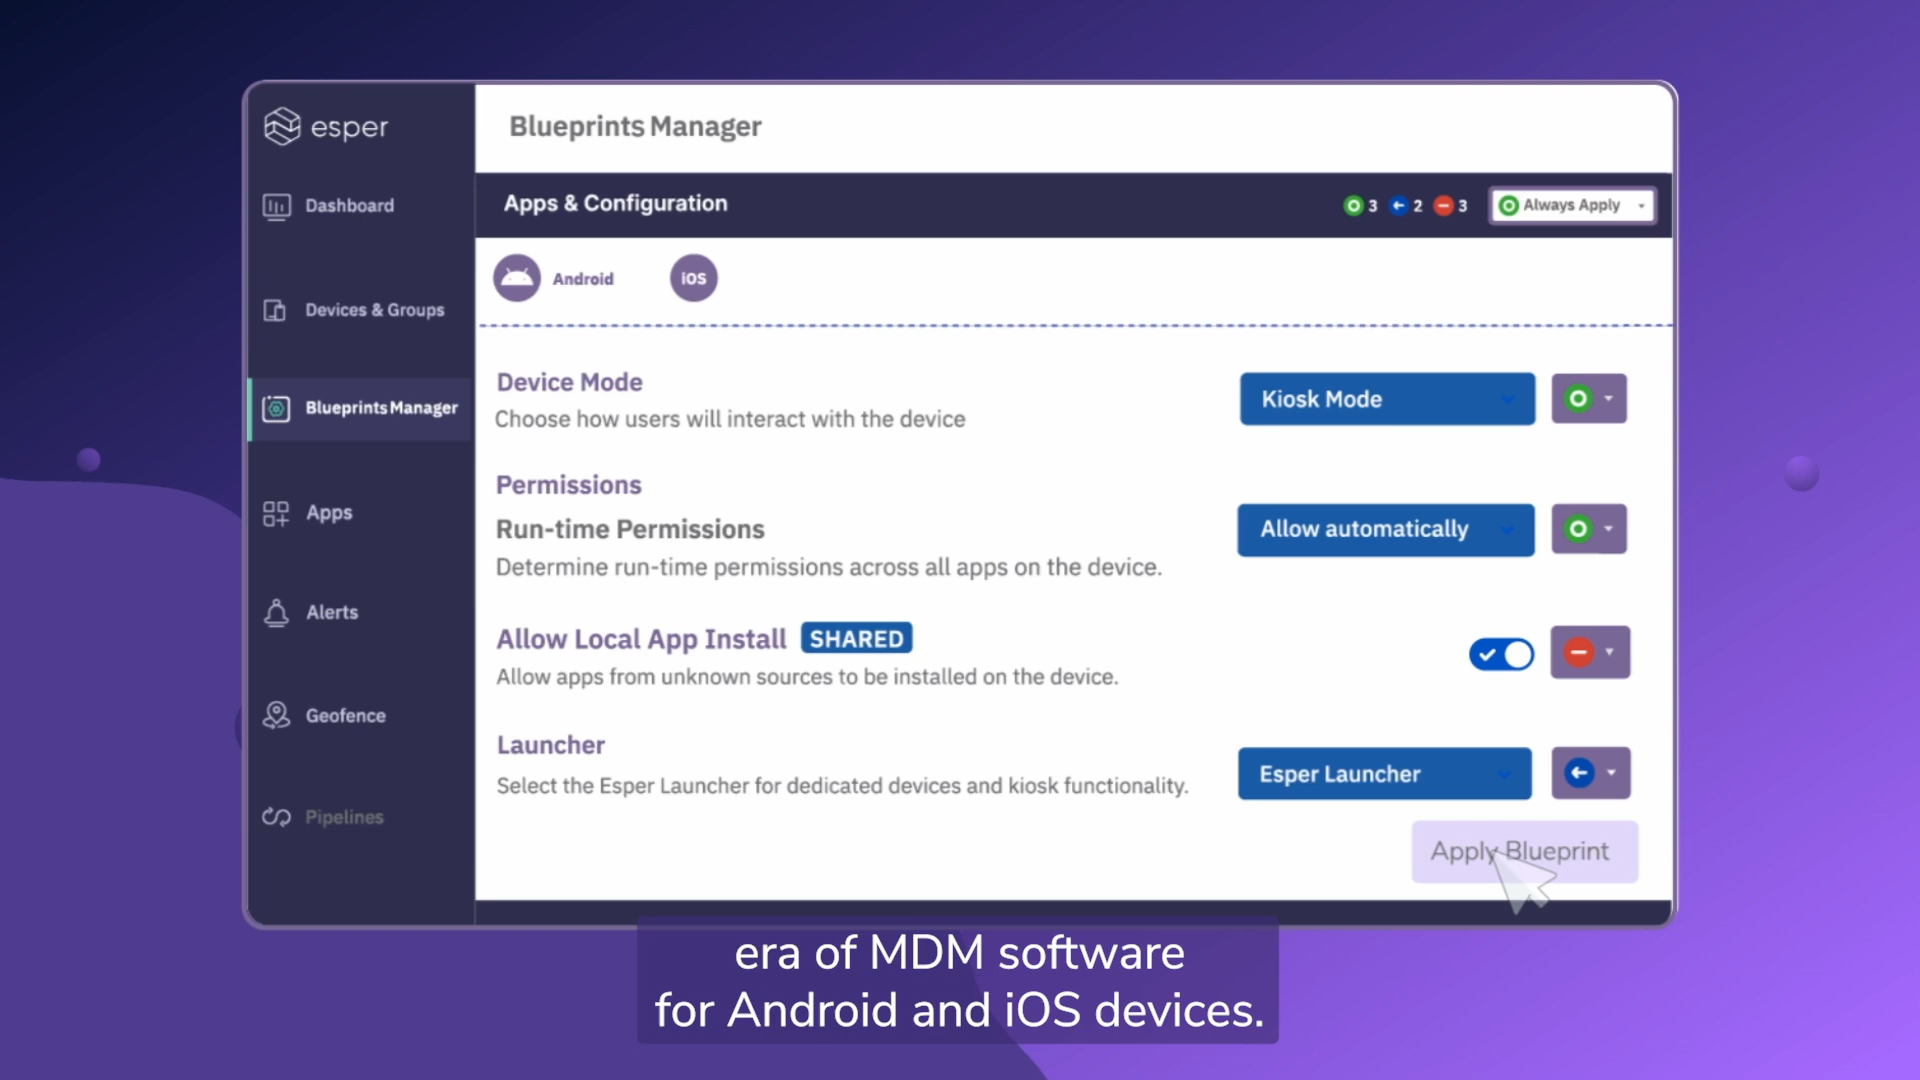 esper
Dashboard
Devices & Groups
Blueprints Manager
Apps
Alerts
Geofence
Pipelines
Blueprints Manager
Apps & Configuration
3 2 3 Always Apply
Android iOS
Device Mode
Choose how users will interact with the device
Kiosk Mode
Permissions
Run-time Permissions
Determine run-time permissions across all apps on the device.
Allow automatically
Allow Local App Install SHARED
Allow apps from unknown sources to be installed on the device.
Launcher
Select the Esper Launcher for dedicated devices and kiosk functionality.
Esper Launcher
Apply Blueprint
era of MDM software
for Android and iOS devices.